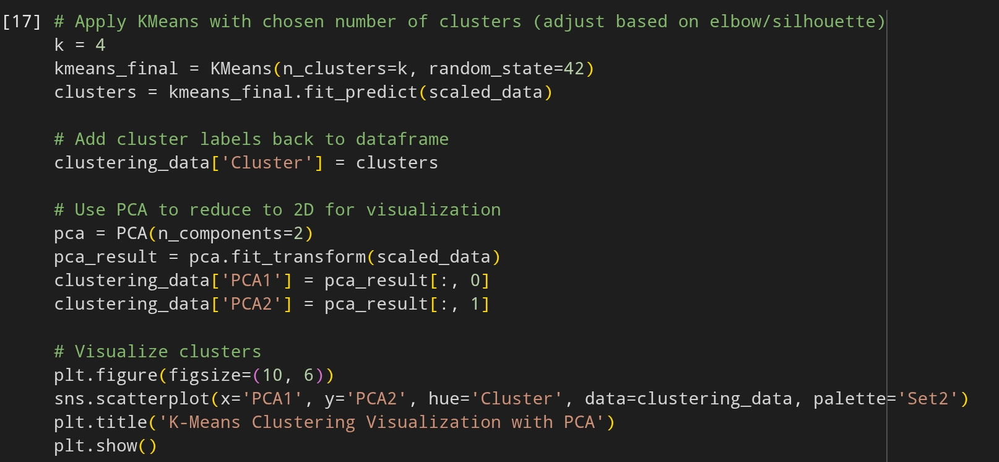 [17] # Apply KMeans with chosen number of clusters (adjust based on elbow/silhouette)
k = 4
kmeans_final = KMeans(n_clusters=k, random_state=42)
clusters = kmeans_final.fit_predict(scaled_data)
# Add cluster labels back to dataframe
clustering_data['Cluster'] = clusters
# Use PCA to reduce to 2D for visualization
pca = PCA(n_components=2)
pca_result = pca.fit_transform(scaled_data)
clustering_data['PCA1'] = pca_result[:, 0]
clustering_data['PCA2'] = pca_result[:, 1]
# Visualize clusters
plt.figure(figsize=(10, 6))
sns.scatterplot(x='PCA1', y='PCA2', hue='Cluster', data=clustering_data, palette='Set2')
plt.title('K-Means Clustering Visualization with PCA')
plt.show()